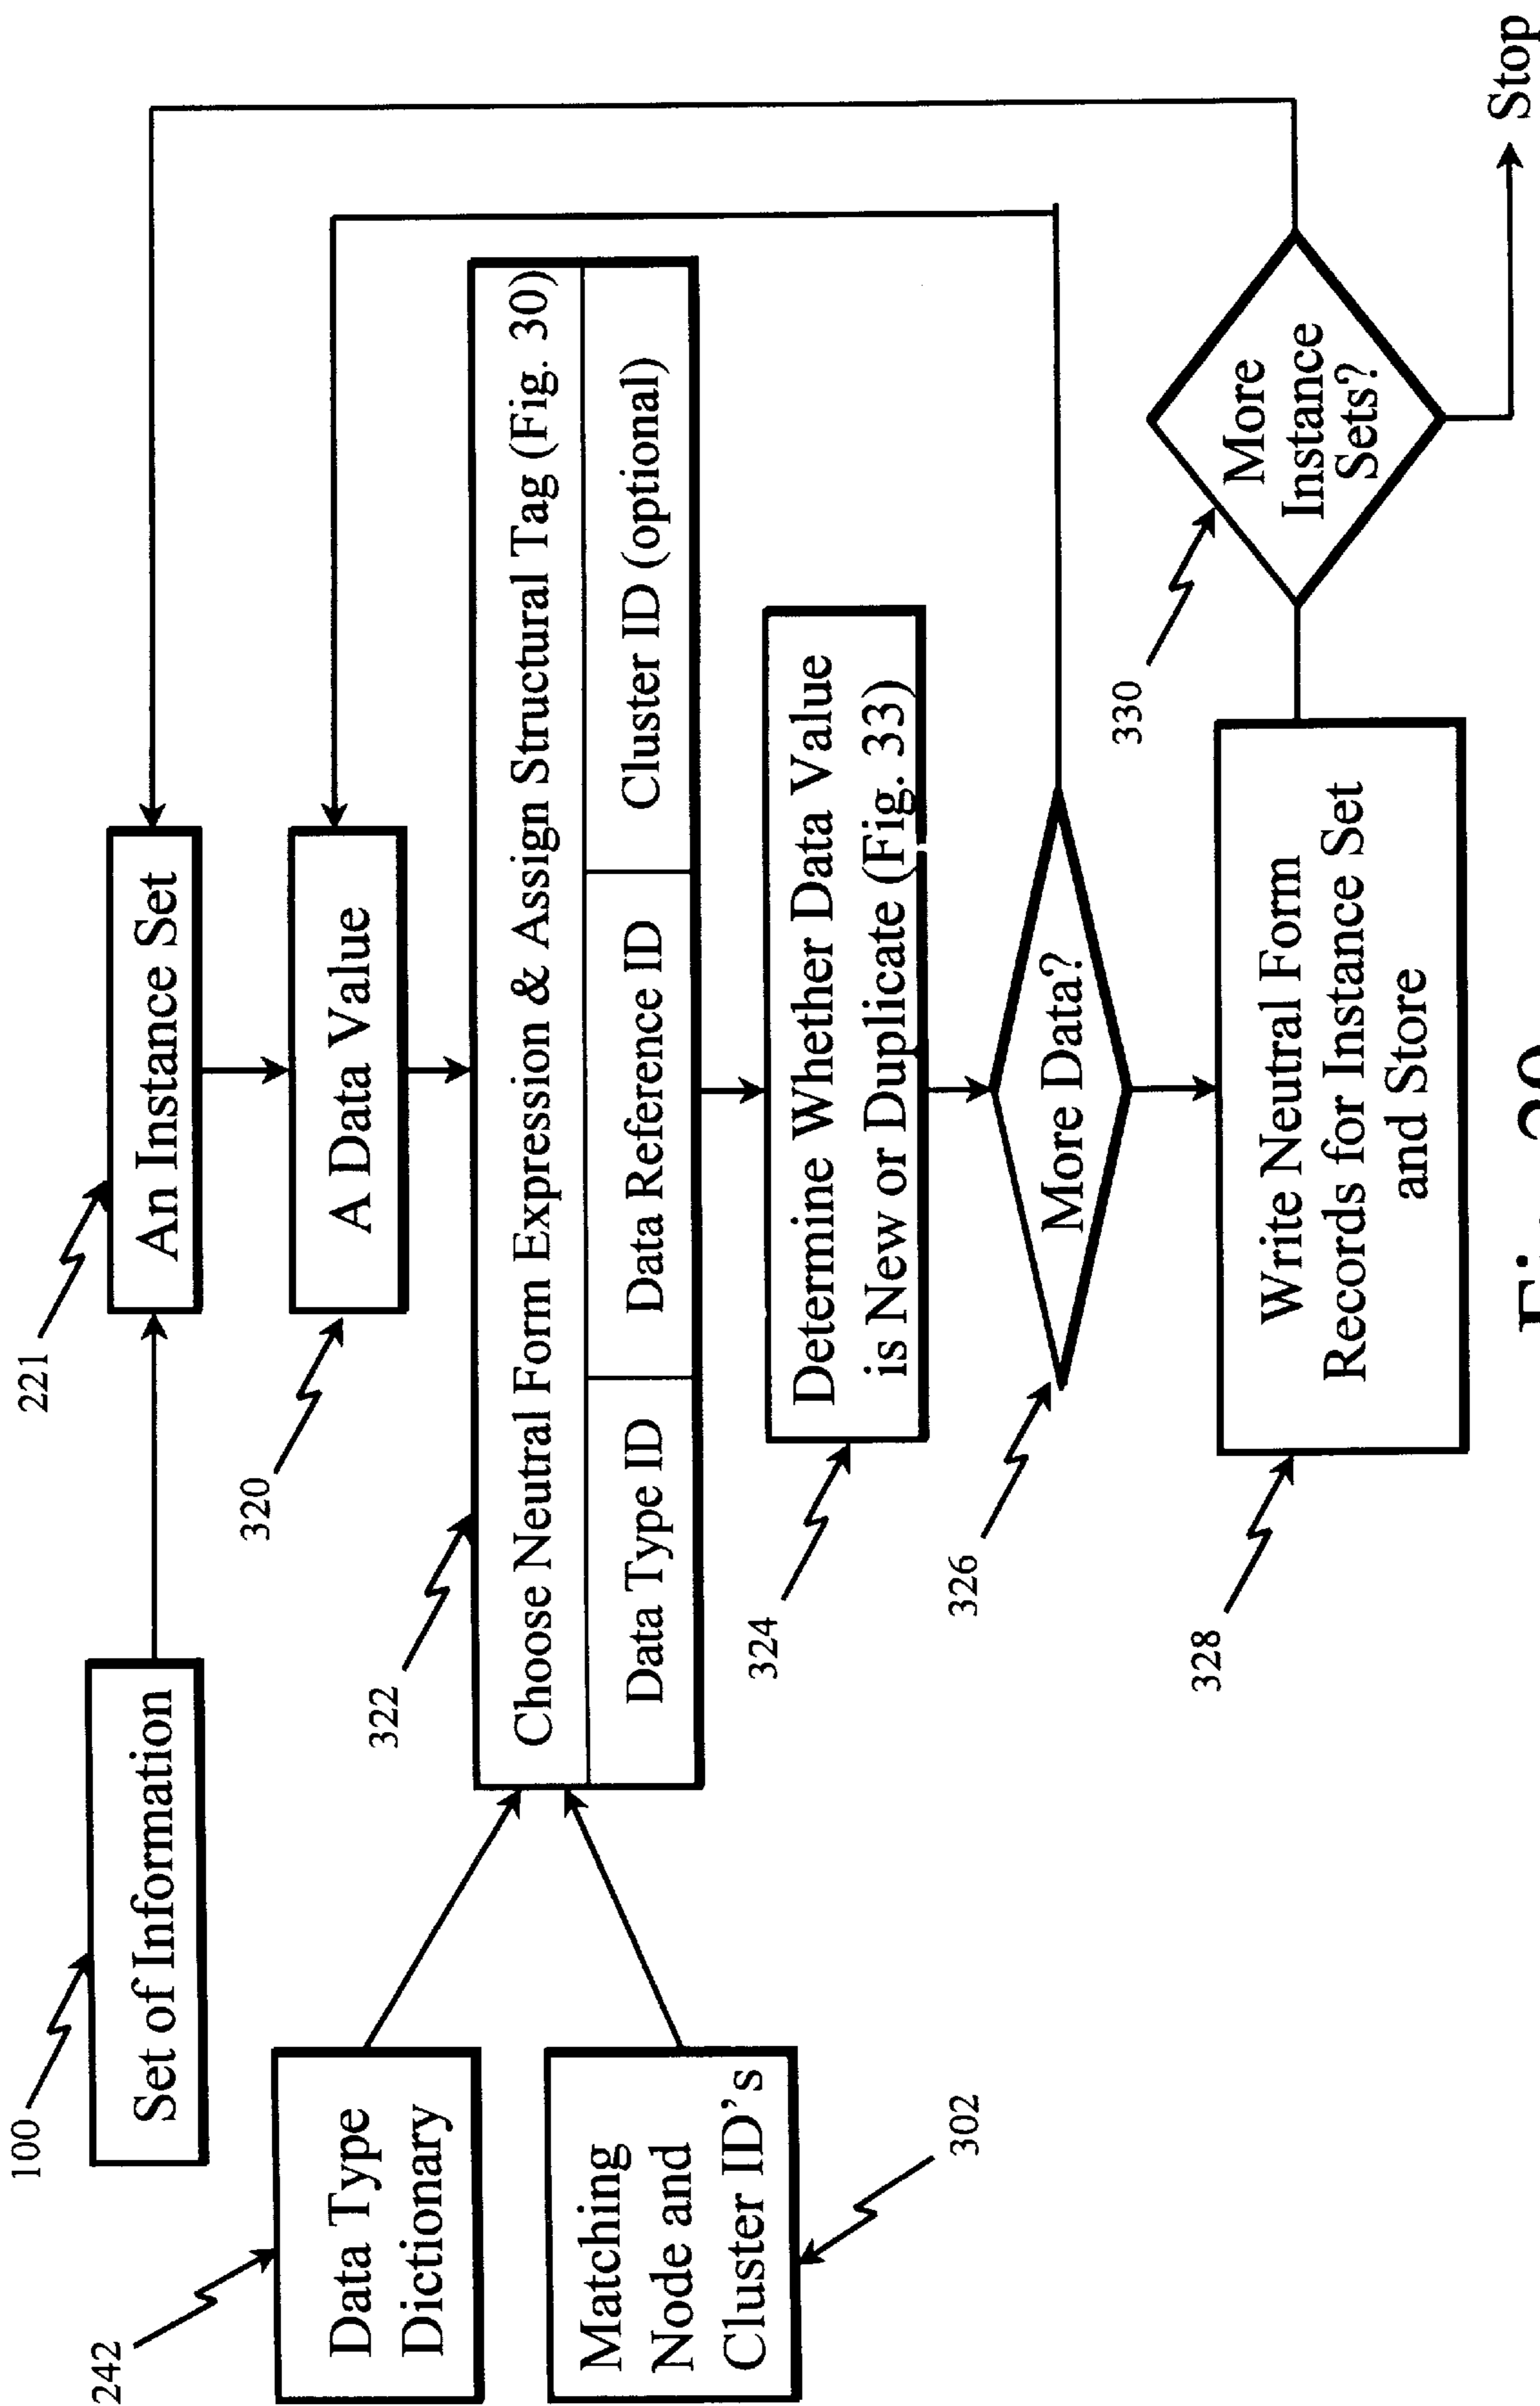 100
Set of Information
221
An Instance Set
320
A Data Value
242
Data Type
Dictionary
302
Matching
Node and
Cluster ID's
322
Choose Neutral Form Expression & Assign Structural Tag (Fig. 30)
Data Type ID
Data Reference ID
Cluster ID (optional)
324
Determine Whether Data Value
is New or Duplicate (Fig. 33)
326
More Data?
328
Write Neutral Form
Records for Instance Set
and Store
330
More
Instance
Sets?
Stop